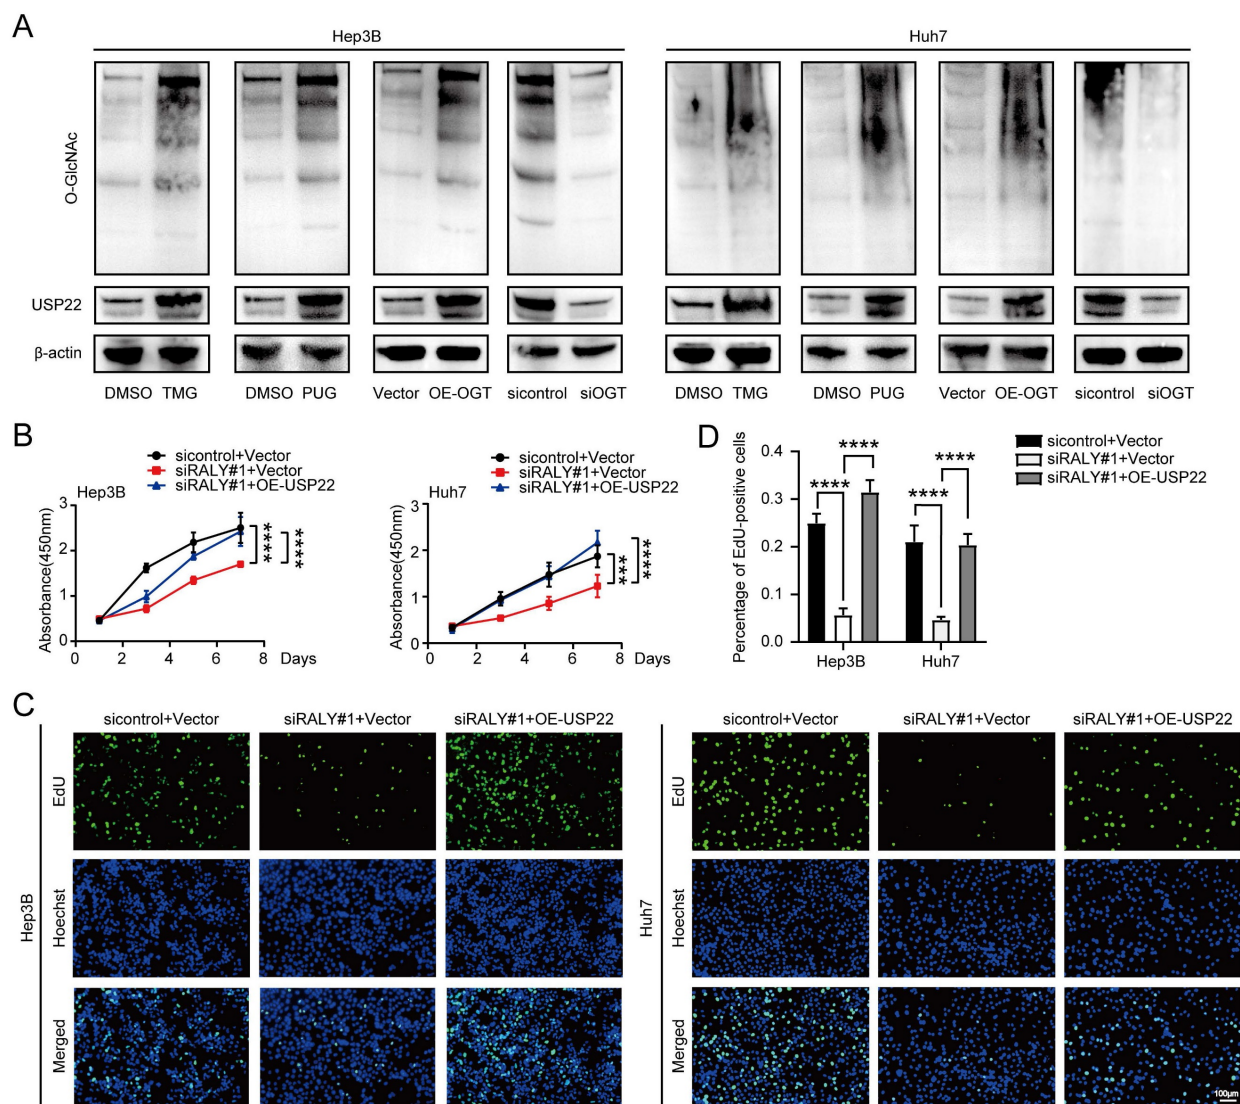 A
Hep3B
Huh7
O-GlcNAc
USP22
β-actin
DMSO TMG DMSO PUG Vector OE-OGT sicontrol siOGT DMSO TMG DMSO PUG Vector OE-OGT sicontrol siOGT
B
sicontrol+Vector
siRALY#1+Vector
siRALY#1+OE-USP22
Hep3B
Absorbance(450nm)
3
2
1
0
0 2 4 6 8 Days
****
****
sicontrol+Vector
siRALY#1+Vector
siRALY#1+OE-USP22
Huh7
Absorbance(450nm)
3
2
1
0
0 2 4 6 8 Days
***
****
D
Percentage of EdU-positive cells
0.4
0.3
0.2
0.1
0.0
**** **** **** ****
Hep3B Huh7
sicontrol+Vector
siRALY#1+Vector
siRALY#1+OE-USP22
C
sicontrol+Vector siRALY#1+Vector siRALY#1+OE-USP22
Hep3B
EdU
Hoechst
Merged
sicontrol+Vector siRALY#1+Vector siRALY#1+OE-USP22
Huh7
EdU
Hoechst
Merged
100μm